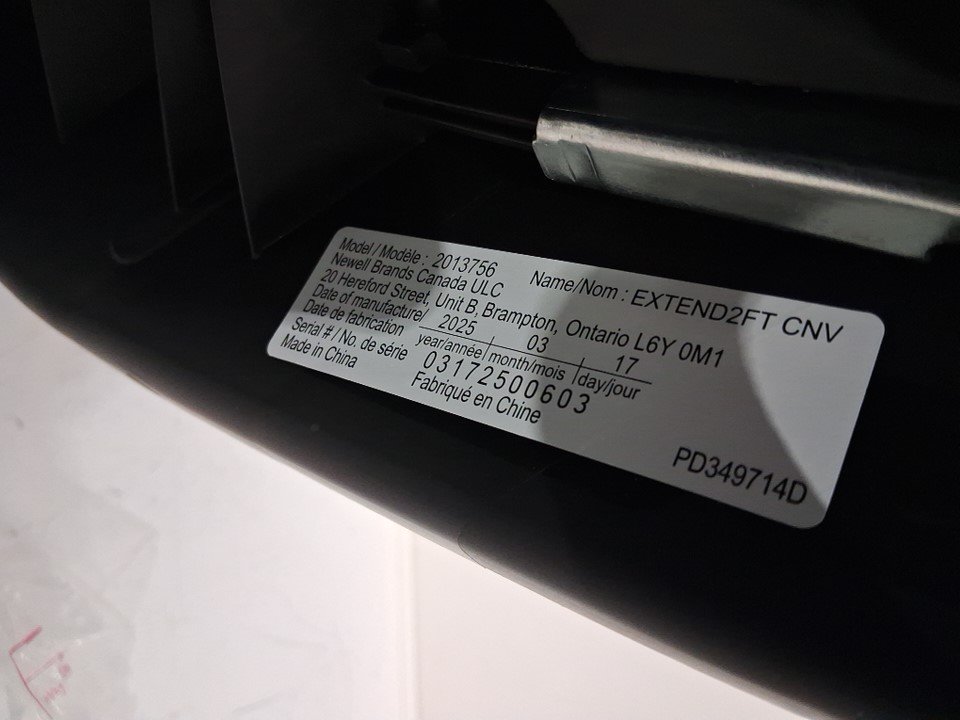 Model / Modèle : 2013756 Name/Nom : EXTEND2FT CNV
Newell Brands Canada ULC
20 Hereford Street, Unit B, Brampton, Ontario L6Y 0M1
Date of manufacture/ 2025 03 17
Date de fabrication year/année month/mois day/jour
Serial # / No. de série 03172500603
Made in China Fabriqué en Chine
PD349714D